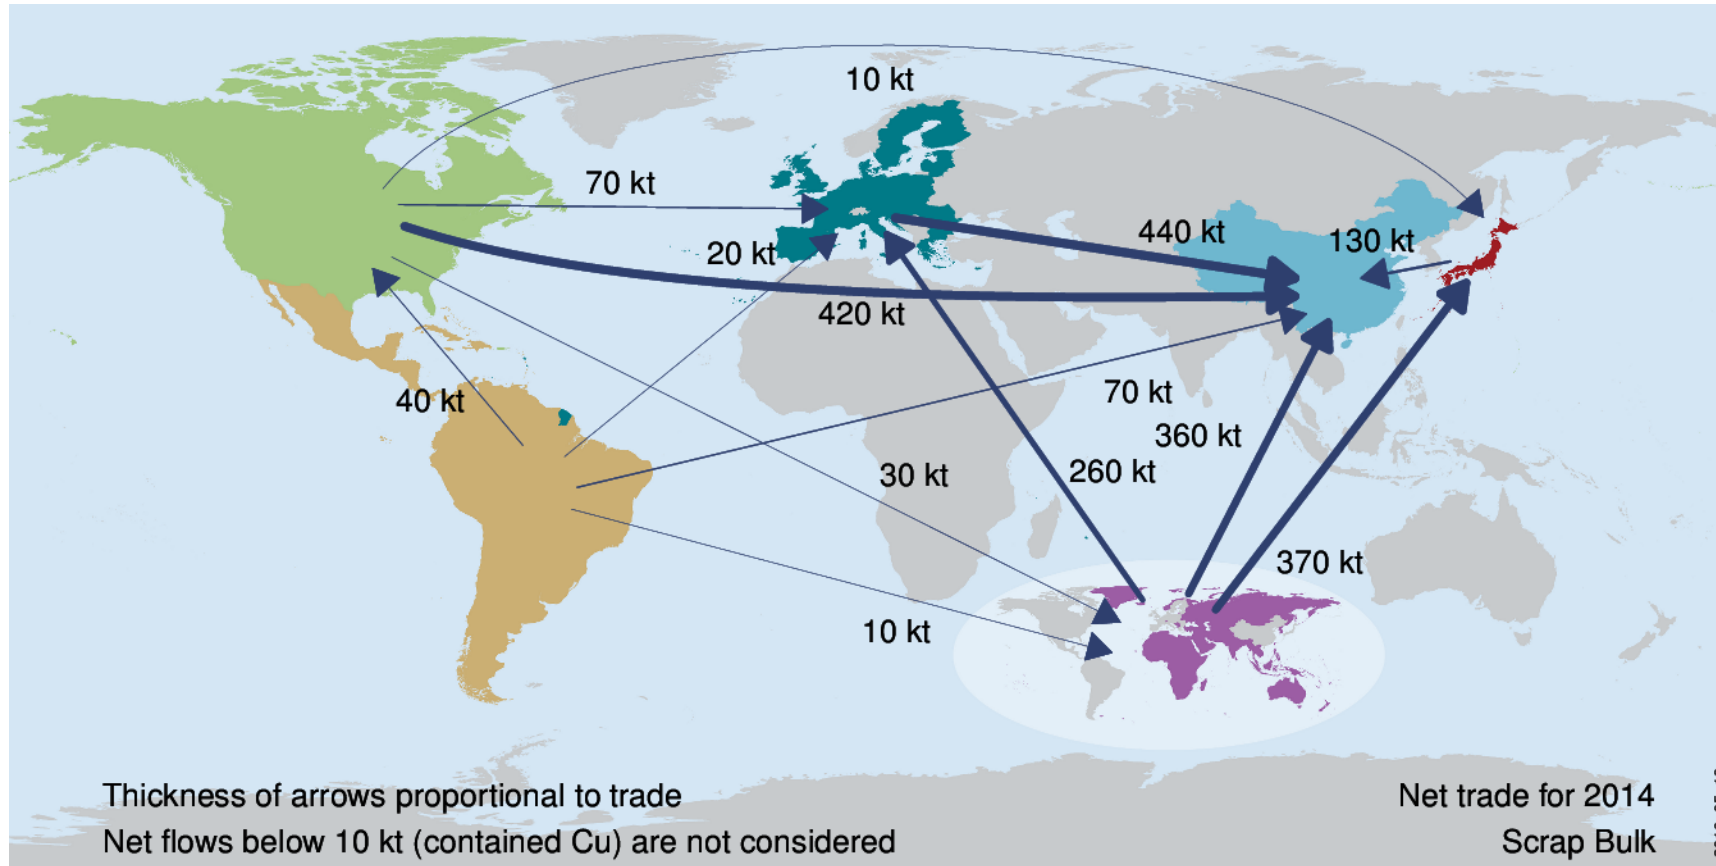 10 kt
70 kt
20 kt
440 kt
130 kt
420 kt
40 kt
70 kt
360 kt
30 kt
260 kt
370 kt
10 kt
Thickness of arrows proportional to trade
Net trade for 2014
Net flows below 10 kt (contained Cu) are not considered
Scrap Bulk